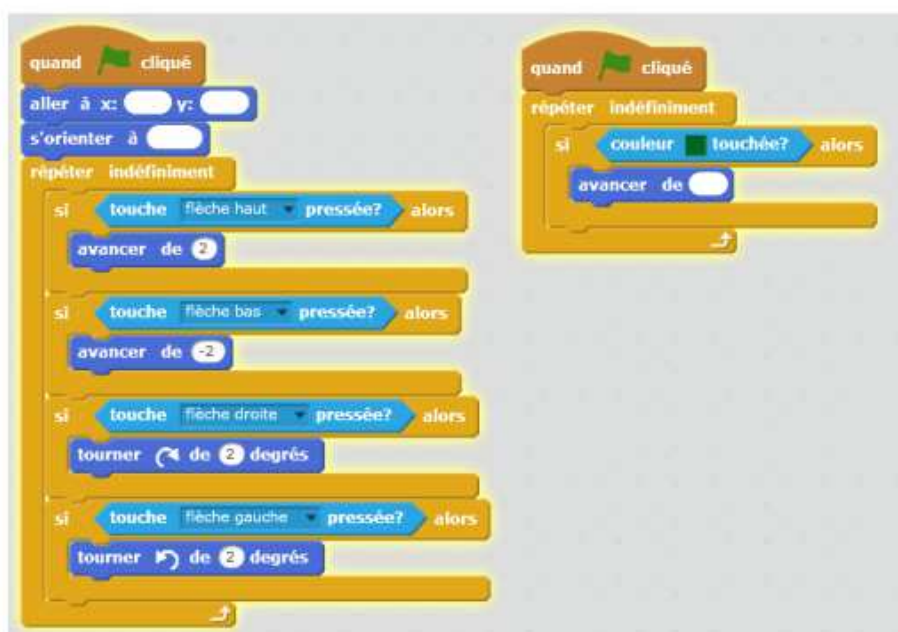 quand cliqué
aller à x: y:
s'orienter à
répéter indéfiniment
si touche flèche haut pressée? alors
avancer de 2
si touche flèche bas pressée? alors
avancer de -2
si touche flèche droite pressée? alors
tourner de 2 degrés
si touche flèche gauche pressée? alors
tourner de 2 degrés
quand cliqué
répéter indéfiniment
si couleur touchée? alors
avancer de